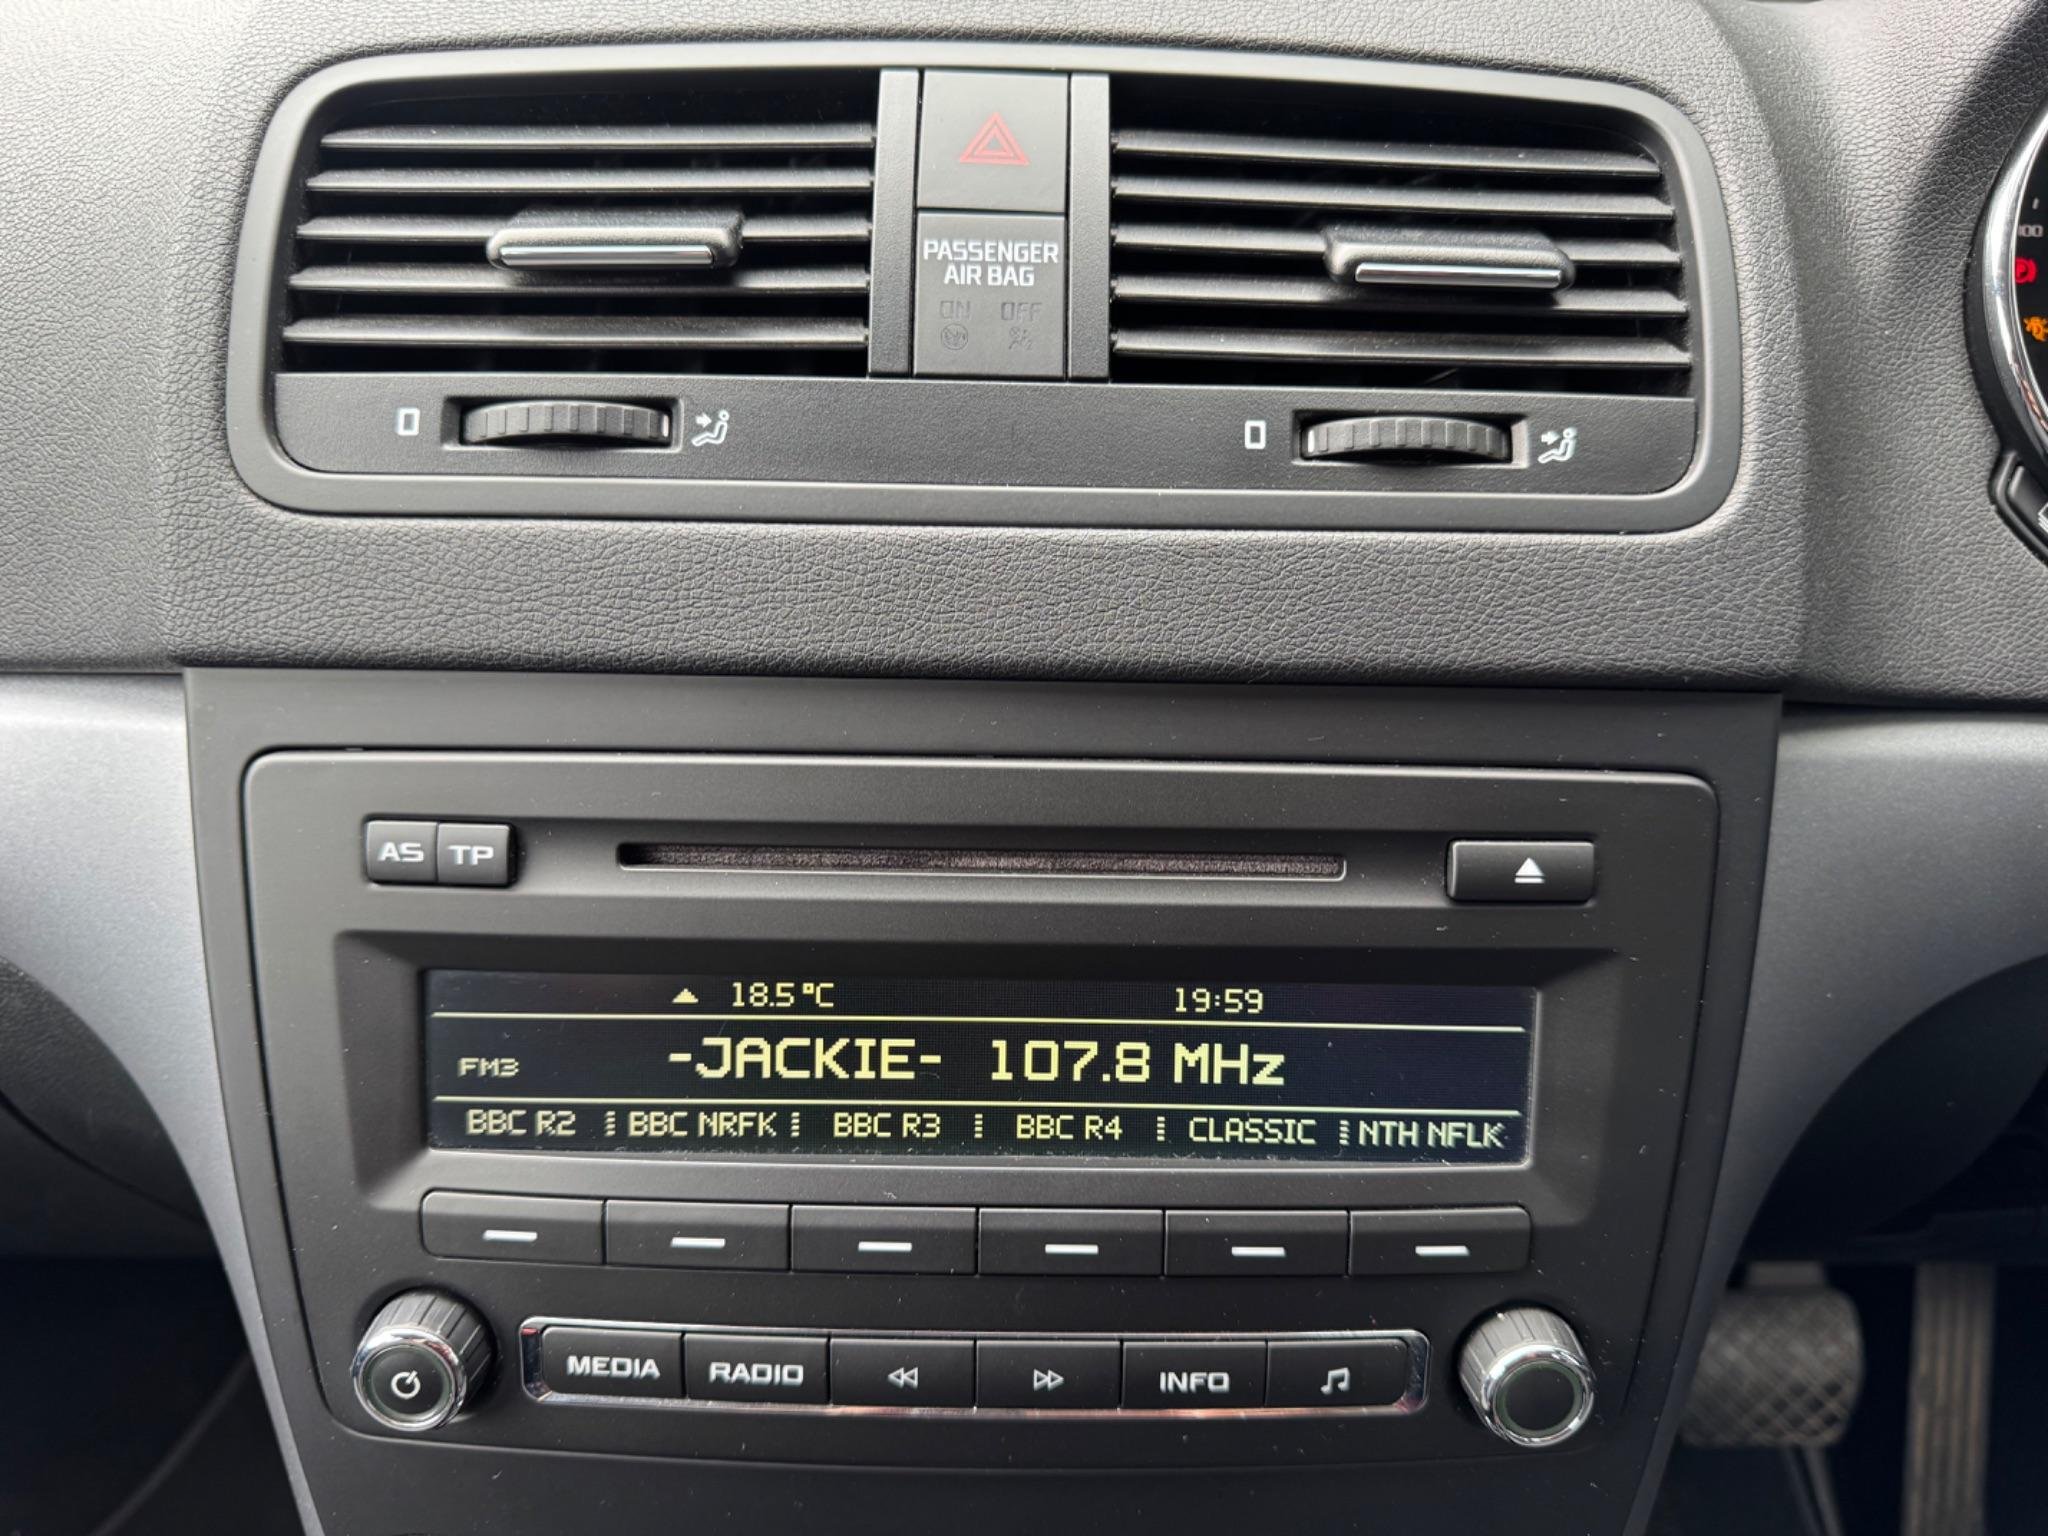 PASSENGER
AIR BAG
ON OFF
100
0
0
AS TP
18.5°C 19:59
FM3 -JACKIE- 107.8 MHz
BBC R2 BBC NRFK BBC R3 BBC R4 CLASSIC NTH NFLK
MEDIA RADIO INFO